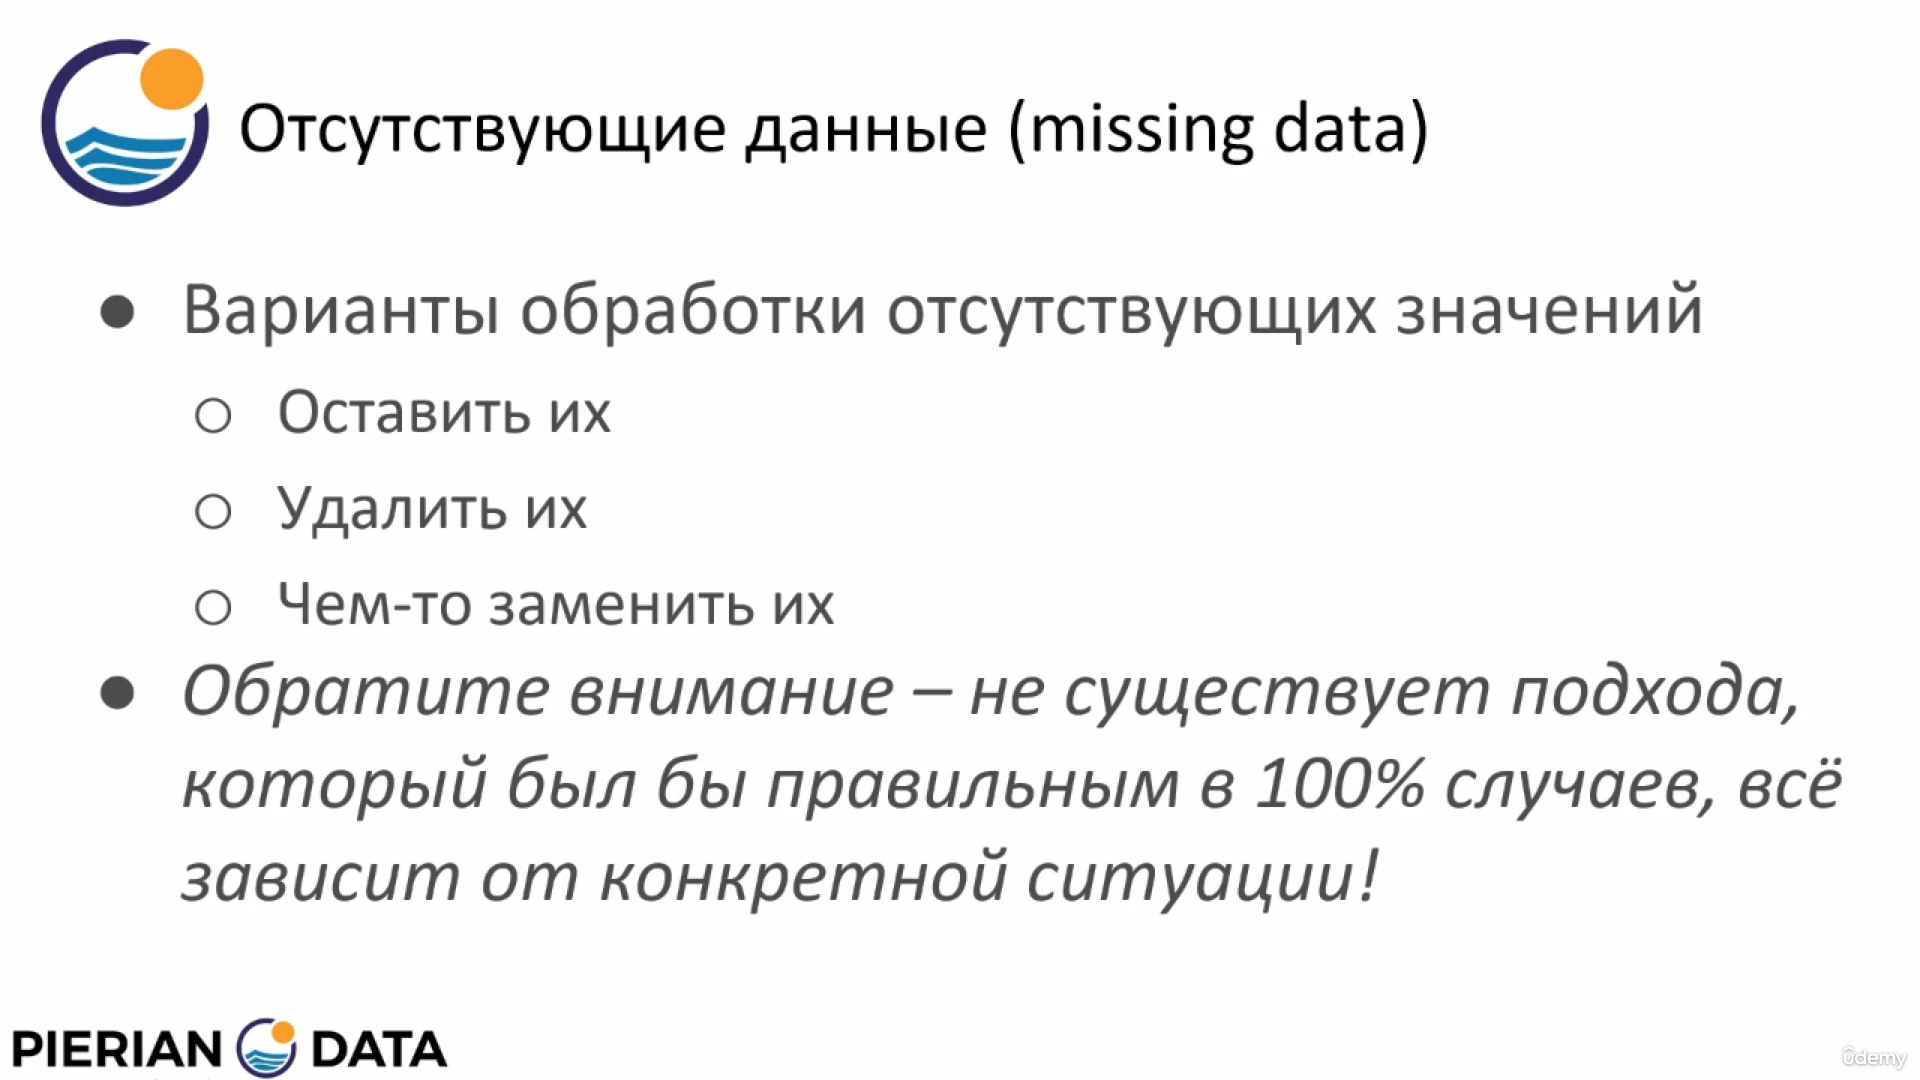 Отсутствующие данные (missing data)
● Варианты обработки отсутствующих значений
○ Оставить их
○ Удалить их
○ Чем-то заменить их
● Обратите внимание – не существует подхода,
который был бы правильным в 100% случаев, всё
зависит от конкретной ситуации!
PIERIAN DATA
ûdemy